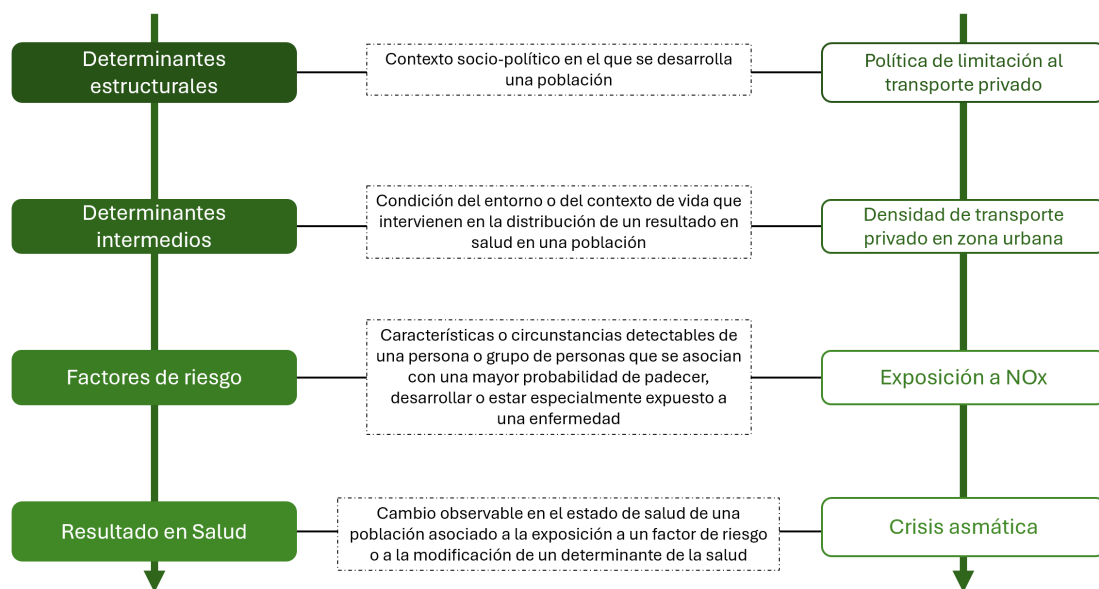 Determinantes
estructurales
Contexto socio-político en el que se desarrolla
una población
Política de limitación al
transporte privado
Determinantes
intermedios
Condición del entorno o del contexto de vida que
intervienen en la distribución de un resultado en
salud en una población
Densidad de transporte
privado en zona urbana
Factores de riesgo
Características o circunstancias detectables de
una persona o grupo de personas que se asocian
con una mayor probabilidad de padecer,
desarrollar o estar especialmente expuesto a
una enfermedad
Exposición a NOx
Resultado en Salud
Cambio observable en el estado de salud de una
población asociado a la exposición a un factor de riesgo
o a la modificación de un determinante de la salud
Crisis asmática